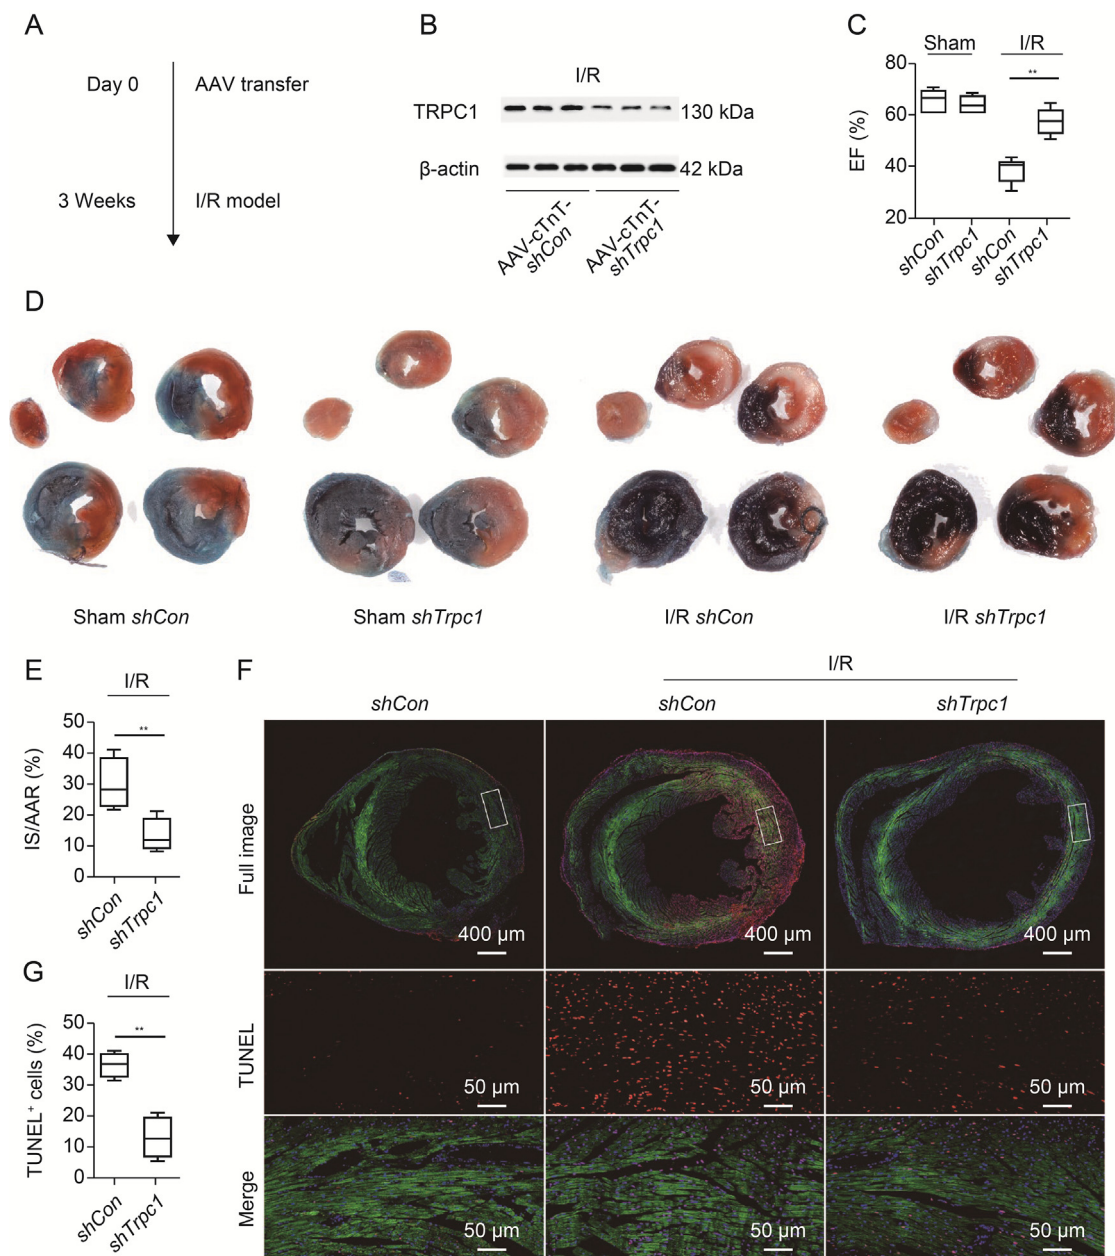 A
Day 0
AAV transfer
3 Weeks
I/R model
B
I/R
TRPC1
130 kDa
β-actin
42 kDa
AAV-cTnT-
shCon
AAV-cTnT-
shTrpc1
C
Sham
I/R
**
80
60
40
20
EF (%)
shCon
shTrpc1
shCon
shTrpc1
D
Sham shCon
Sham shTrpc1
I/R shCon
I/R shTrpc1
E
I/R
**
50
40
30
20
10
0
IS/AAR (%)
shCon
shTrpc1
F
I/R
shCon
shCon
shTrpc1
Full image
400 µm
400 µm
400 µm
TUNEL
50 µm
50 µm
50 µm
Merge
50 µm
50 µm
50 µm
G
I/R
**
50
40
30
20
10
0
TUNEL⁺ cells (%)
shCon
shTrpc1